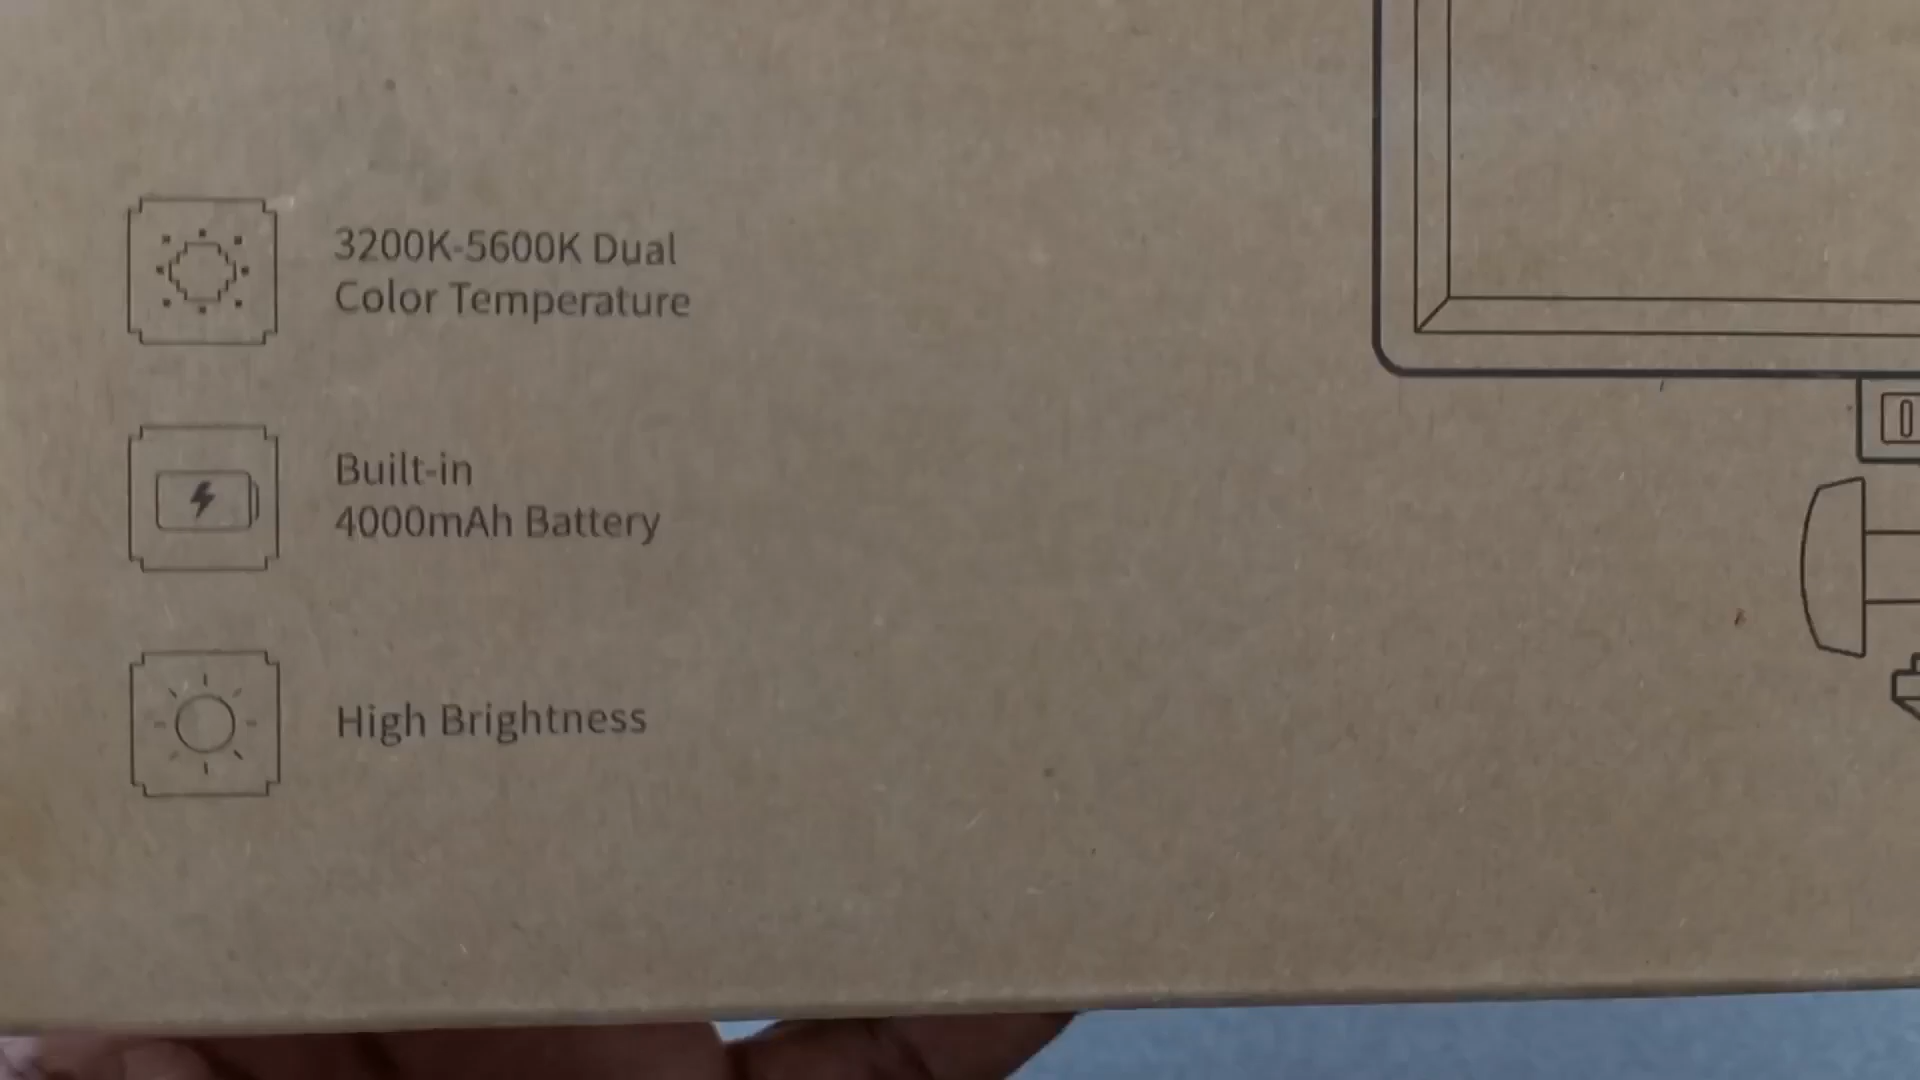 3200K-5600K Dual
Color Temperature
Built-in
4000mAh Battery
High Brightness